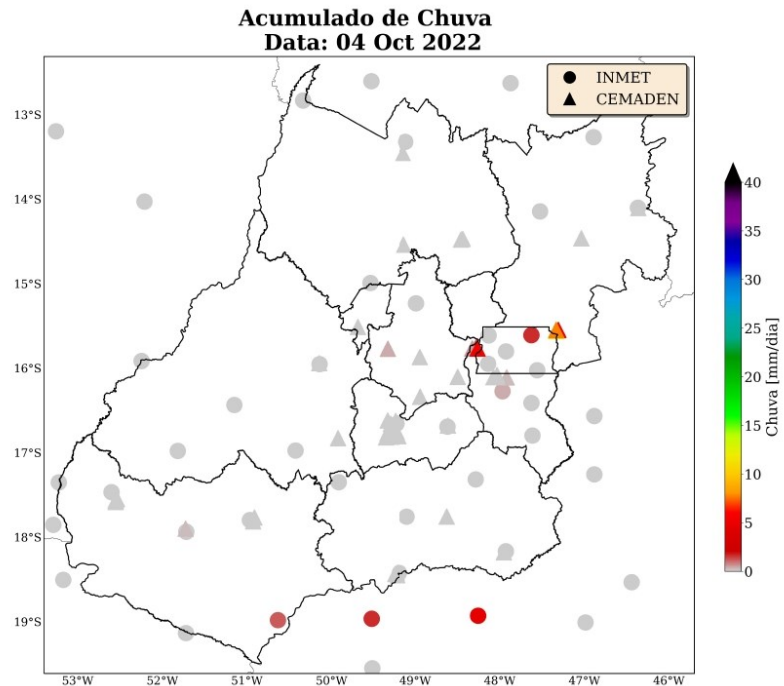 Acumulado de Chuva
Data: 04 Oct 2022
INMET
CEMADEN
13°S
14°S
15°S
16°S
17°S
18°S
19°S
53°W
52°W
51°W
50°W
49°W
48°W
47°W
46°W
40
35
30
25
20
15
10
5
0
Chuva [mm/dia]